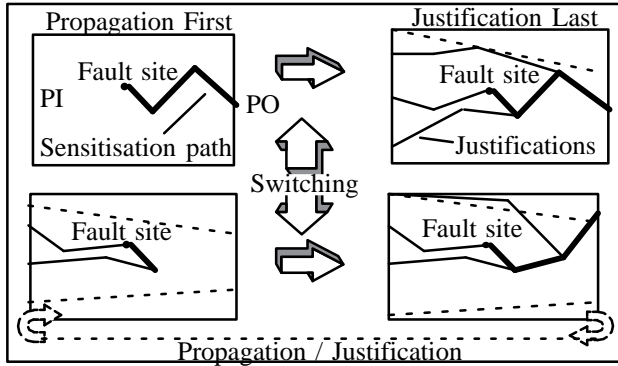 Propagation First
Justification Last
Fault site
PI
PO
Sensitisation path
Fault site
Justifications
Switching
Fault site
Fault site
Propagation / Justification